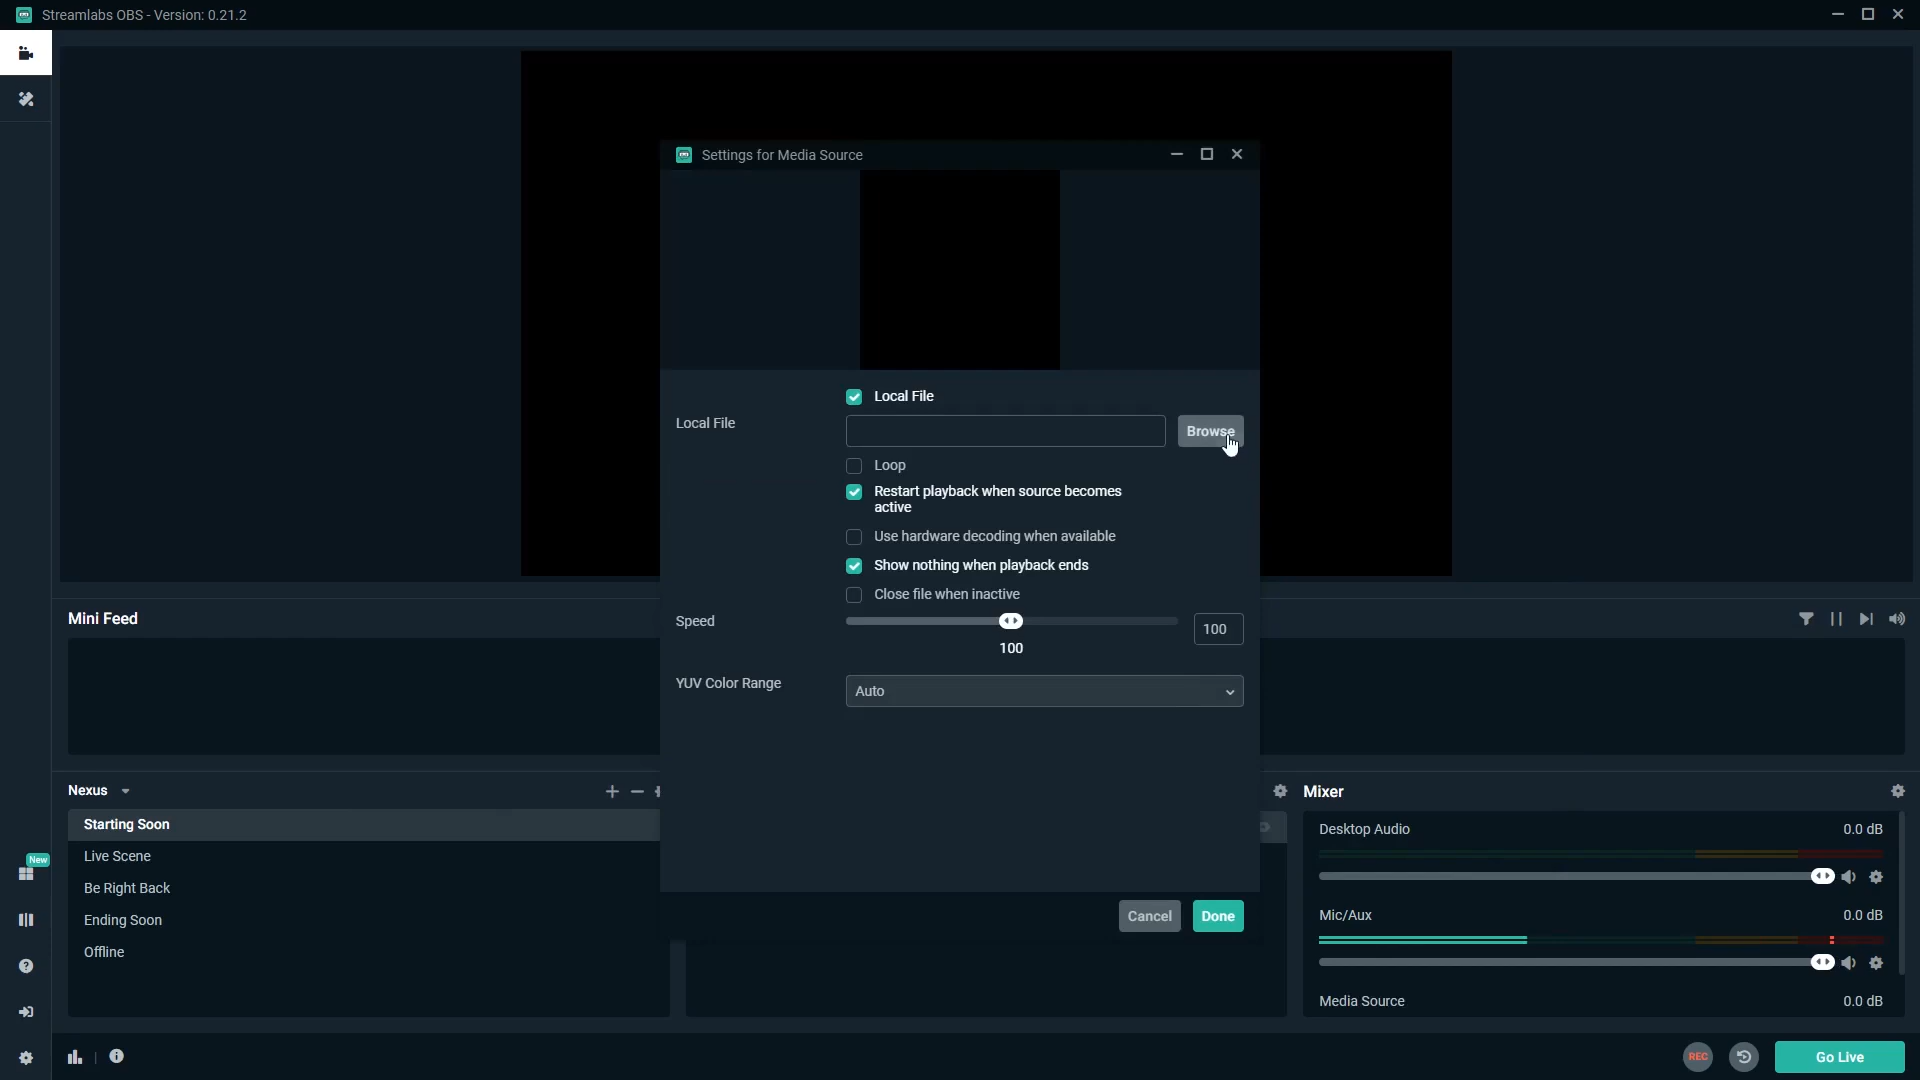 Streamlabs OBS - Version: 0.21.2
Settings for Media Source
Local File
Local File
Browse
Loop
Restart playback when source becomes
active
Use hardware decoding when available
Show nothing when playback ends
Close file when inactive
Speed
100
100
YUV Color Range
Auto
Cancel
Done
Mini Feed
Nexus
Starting Soon
Live Scene
Be Right Back
Ending Soon
Offline
Mixer
Desktop Audio 0.0 dB
Mic/Aux 0.0 dB
Media Source 0.0 dB
New
REC
Go Live